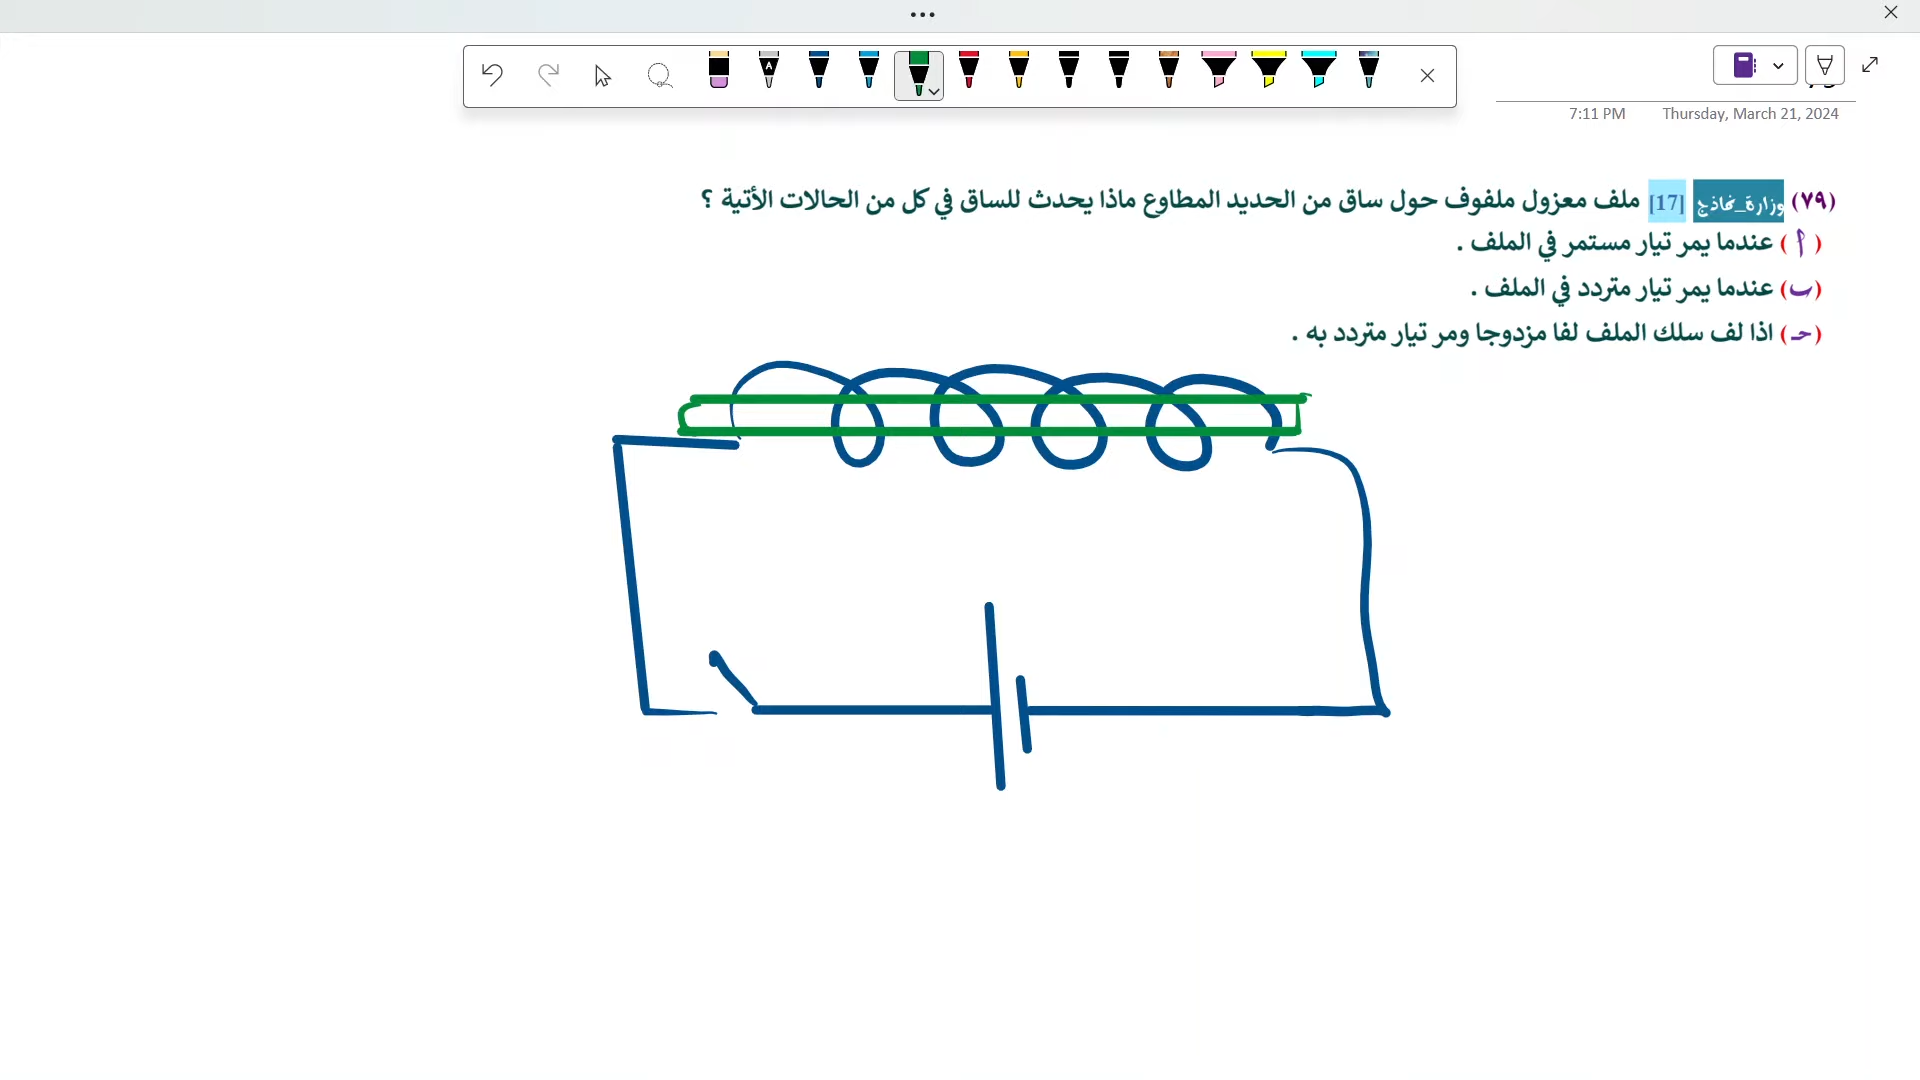 7:11 PM Thursday, March 21, 2024
(٧٩) وزارة_نماذج [17] ملف معزول ملفوف حول ساق من الحديد المطاوع ماذا يحدث للساق في كل من الحالات الأتية ؟
(أ) عندما يمر تيار مستمر في الملف .
(ب) عندما يمر تيار متردد في الملف .
(حـ) اذا لف سلك الملف لفا مزدوجا ومر تيار متردد به .